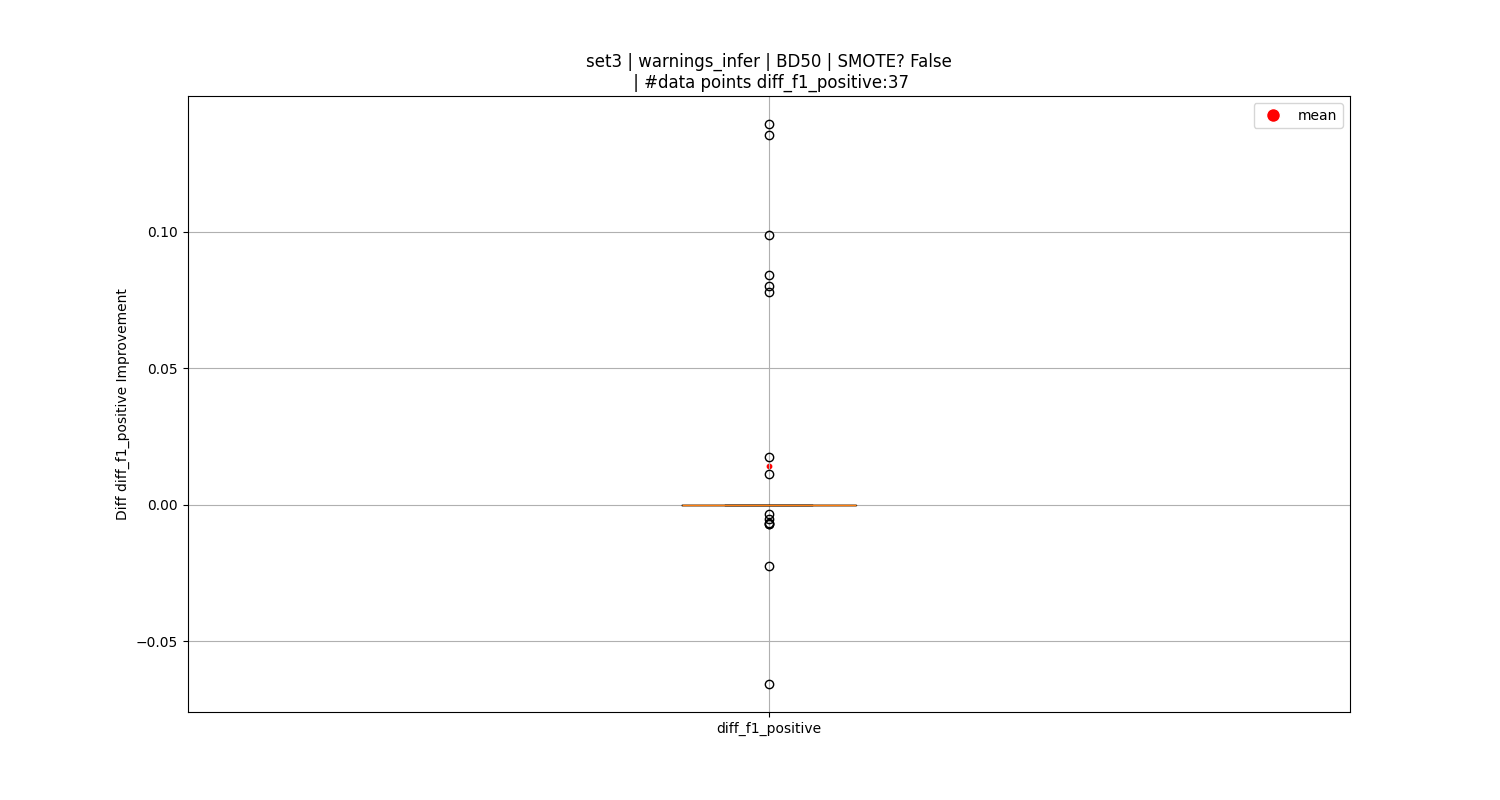 set3 | warnings_infer | BD50 | SMOTE? False
| #data points diff_f1_positive:37
mean
0.10
0.05
0.00
−0.05
Diff diff_f1_positive Improvement
diff_f1_positive